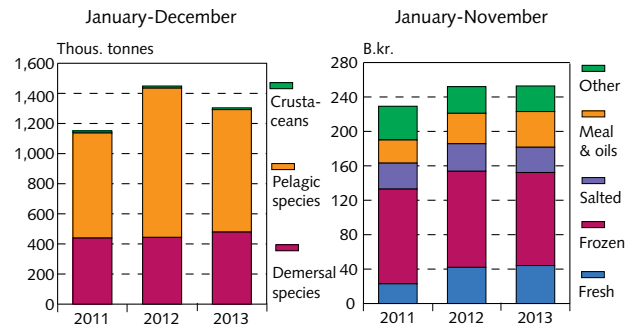 January-December
Thous. tonnes
1,600
1,400
1,200
1,000
800
600
400
200
0
2011
2012
2013
Crusta-
ceans
Pelagic
species
Demersal
species
January-November
B.kr.
280
240
200
160
120
80
40
0
2011
2012
2013
Other
Meal
& oils
Salted
Frozen
Fresh